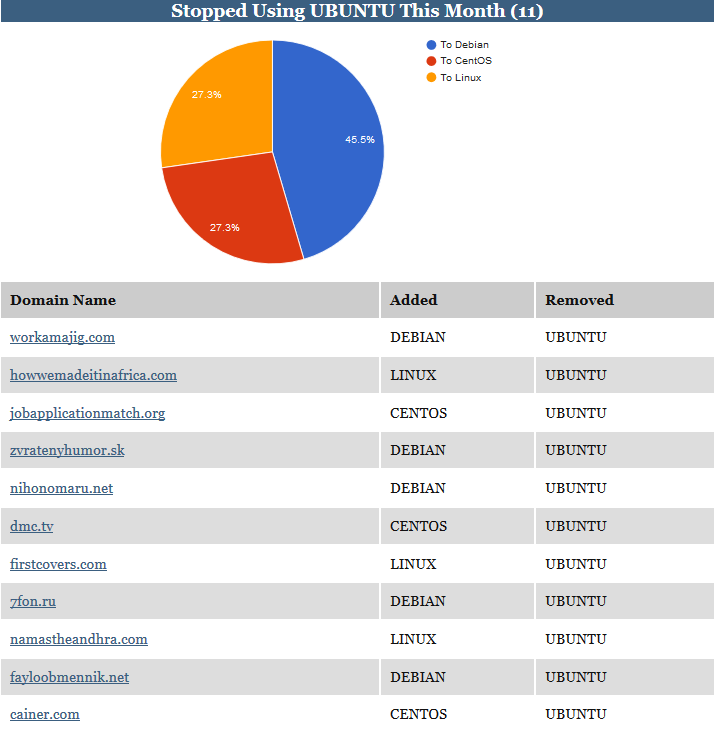 Stopped Using UBUNTU This Month (11)
To Debian
To CentOS
To Linux
27.3%
45.5%
27.3%
Domain Name Added Removed
workamajig.com DEBIAN UBUNTU
howwemadeitinafrica.com LINUX UBUNTU
jobapplicationmatch.org CENTOS UBUNTU
zvratenyhumor.sk DEBIAN UBUNTU
nihonomaru.net DEBIAN UBUNTU
dmc.tv CENTOS UBUNTU
firstcovers.com LINUX UBUNTU
7fon.ru DEBIAN UBUNTU
namastheandhra.com LINUX UBUNTU
fayloobmennik.net DEBIAN UBUNTU
cainer.com CENTOS UBUNTU